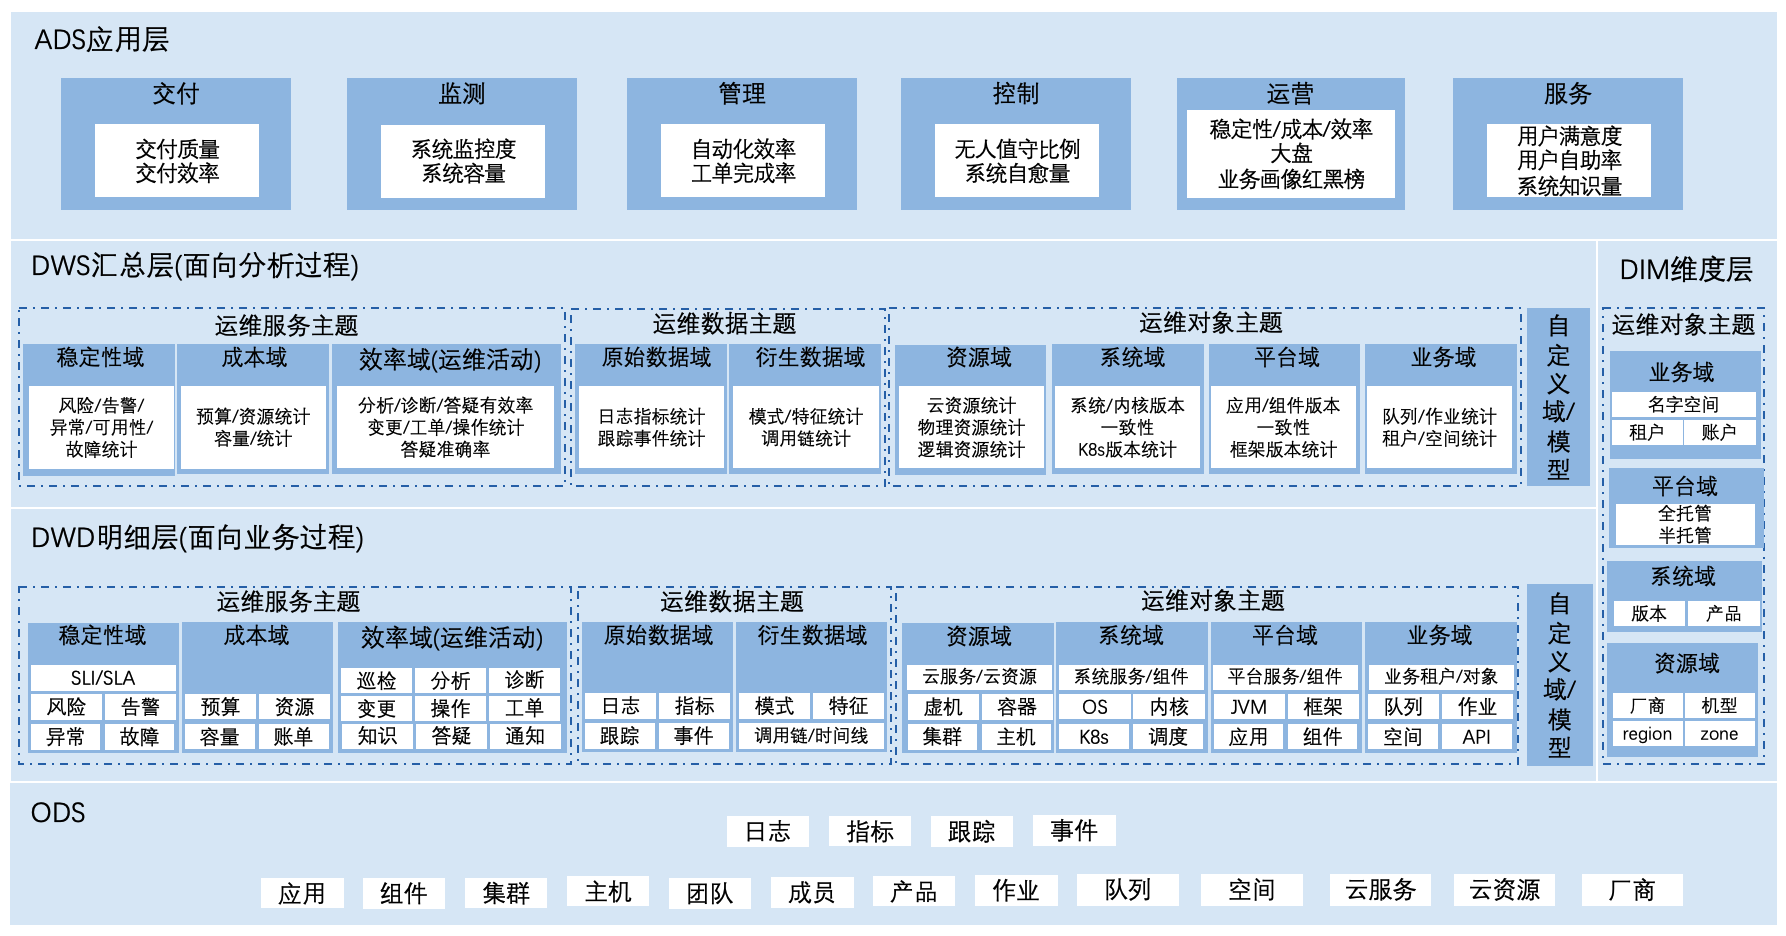 ADS应用层
交付
交付质量
交付效率
监测
系统监控度
系统容量
管理
自动化效率
工单完成率
控制
无人值守比例
系统自愈量
运营
稳定性/成本/效率
大盘
业务画像红黑榜
服务
用户满意度
用户自助率
系统知识量
DWS汇总层(面向分析过程)
运维服务主题
稳定性域
风险/告警/
异常/可用性/
故障统计
成本域
预算/资源统计
容量/统计
效率域(运维活动)
分析/诊断/答疑有效率
变更/工单/操作统计
答疑准确率
运维数据主题
原始数据域
日志指标统计
跟踪事件统计
衍生数据域
模式/特征统计
调用链统计
运维对象主题
资源域
云资源统计
物理资源统计
逻辑资源统计
系统域
系统/内核版本
一致性
K8s版本统计
平台域
应用/组件版本
一致性
框架版本统计
业务域
队列/作业统计
租户/空间统计
自
定
义
域/
模
型
DIM维度层
运维对象主题
业务域
名字空间
租户
账户
平台域
全托管
半托管
系统域
版本
产品
资源域
厂商
机型
region
zone
DWD明细层(面向业务过程)
运维服务主题
稳定性域
SLI/SLA
风险
告警
异常
故障
成本域
预算
资源
容量
账单
效率域(运维活动)
巡检
分析
诊断
变更
操作
工单
知识
答疑
通知
运维数据主题
原始数据域
日志
指标
跟踪
事件
衍生数据域
模式
特征
调用链/时间线
运维对象主题
资源域
云服务/云资源
虚机
容器
集群
主机
系统域
系统服务/组件
OS
内核
K8s
调度
平台域
平台服务/组件
JVM
框架
应用
组件
业务域
业务租户/对象
队列
作业
空间
API
自
定
义
域/
模
型
ODS
日志
指标
跟踪
事件
应用
组件
集群
主机
团队
成员
产品
作业
队列
空间
云服务
云资源
厂商